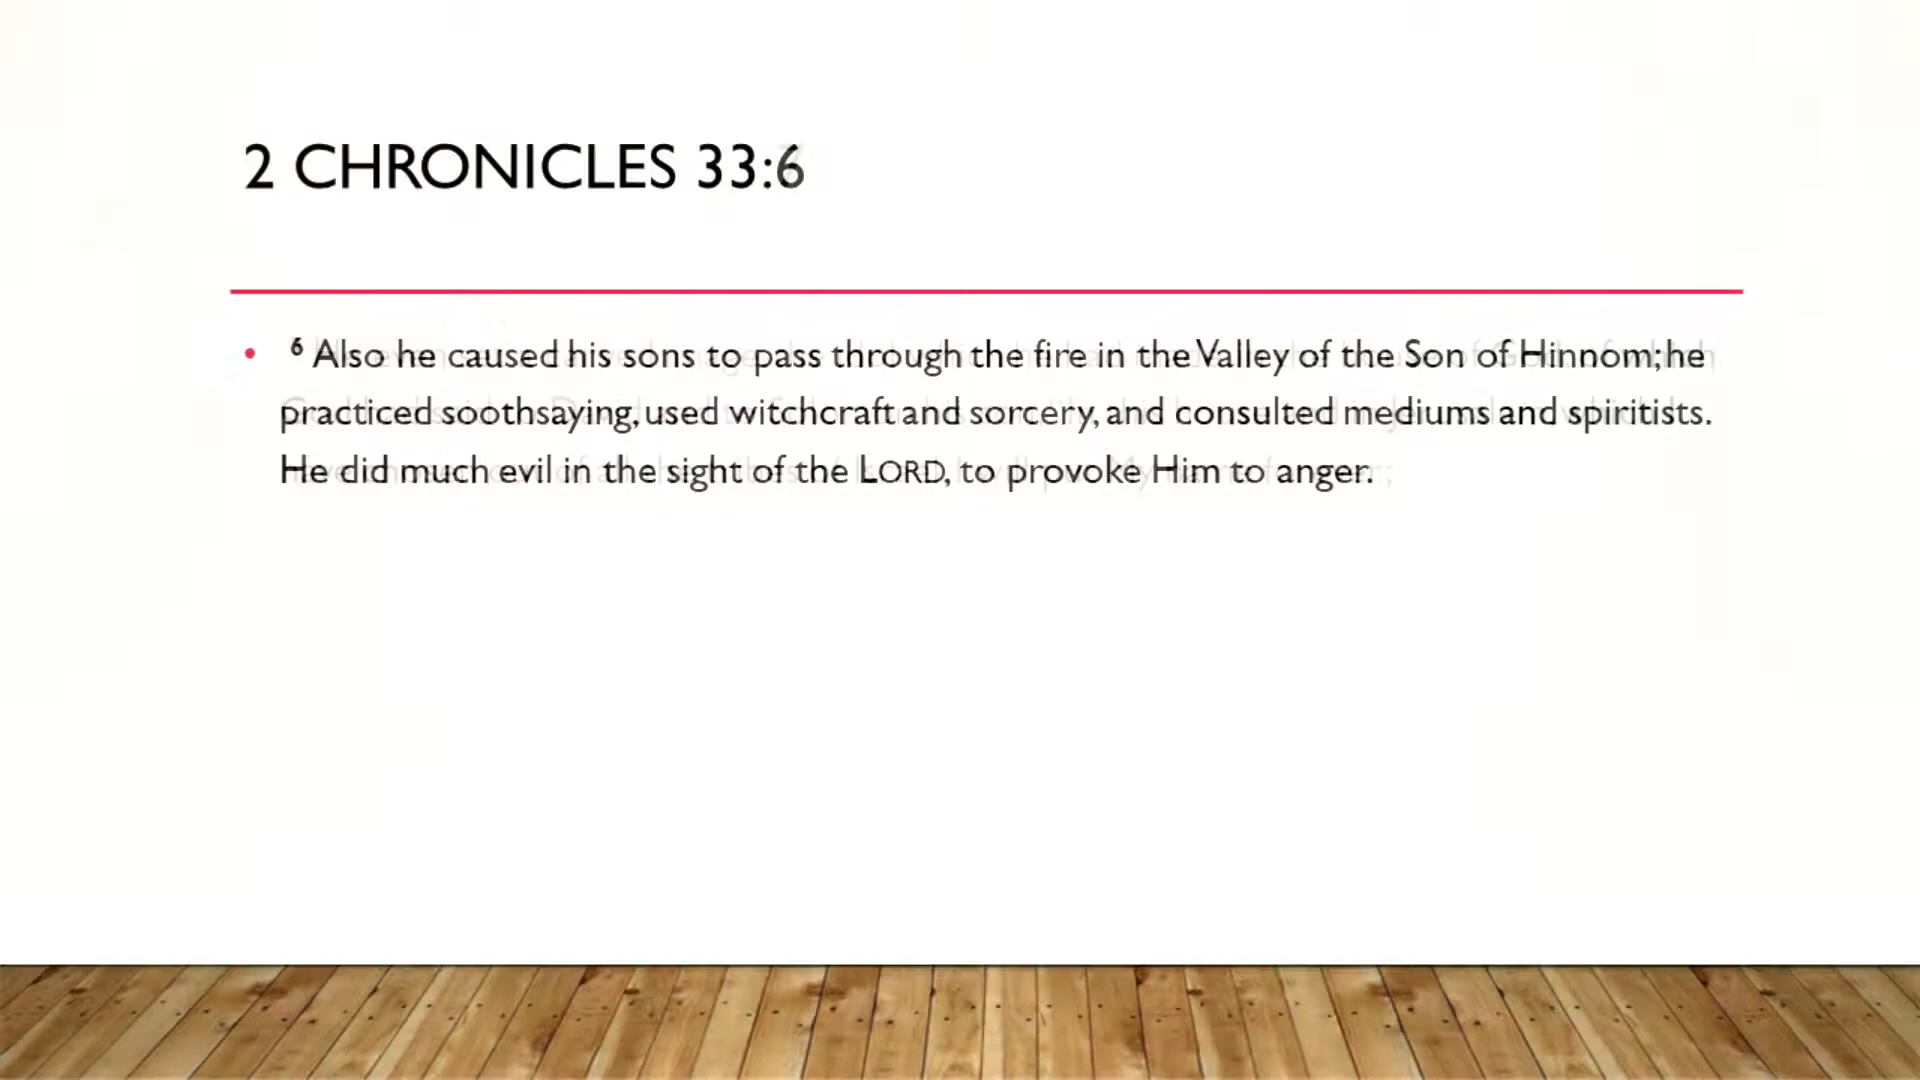 2 CHRONICLES 33:6
• 6 Also he caused his sons to pass through the fire in the Valley of the Son of Hinnom; he
practiced soothsaying, used witchcraft and sorcery, and consulted mediums and spiritists.
He did much evil in the sight of the LORD, to provoke Him to anger.